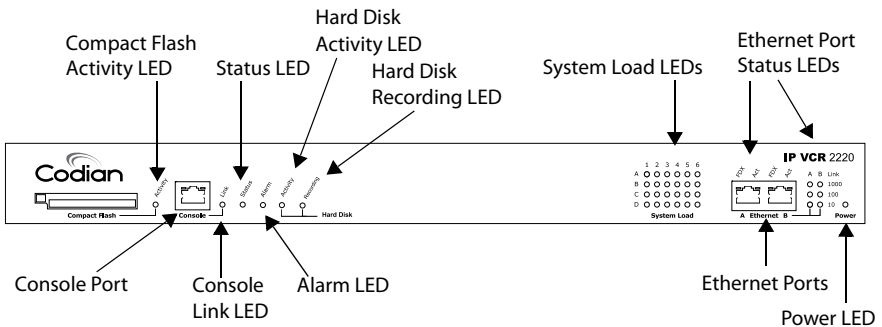 Hard Disk
Activity LED
Compact Flash
Activity LED
Status LED
Hard Disk
Recording LED
System Load LEDs
Ethernet Port
Status LEDs
Codian
Activity
Compact Flash
Console
Link
Status
Alarm
Activity
Recording
Hard Disk
1 2 3 4 5 6
A
B
C
D
System Load
IP VCR 2220
FDX
Act
FDX
Act
A B Link
1000
100
10
A Ethernet B
Power
Console Port
Console
Link LED
Alarm LED
Ethernet Ports
Power LED